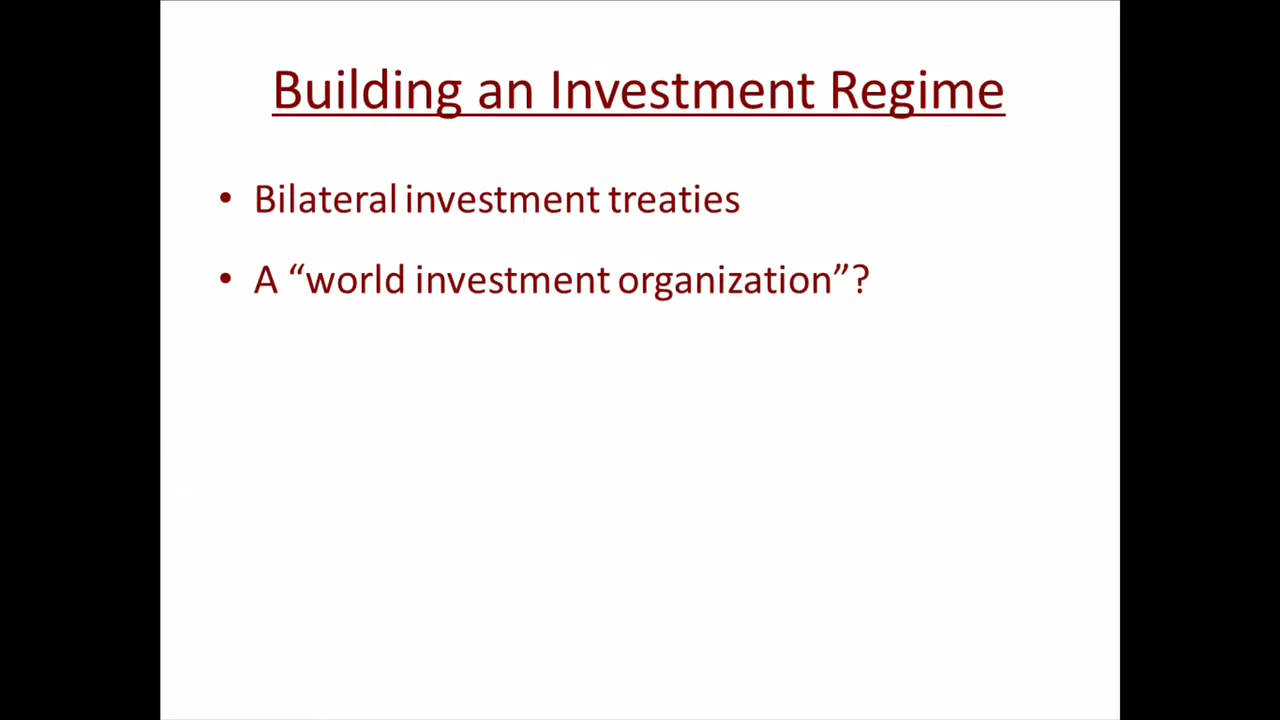 Building an Investment Regime
• Bilateral investment treaties
• A “world investment organization”?